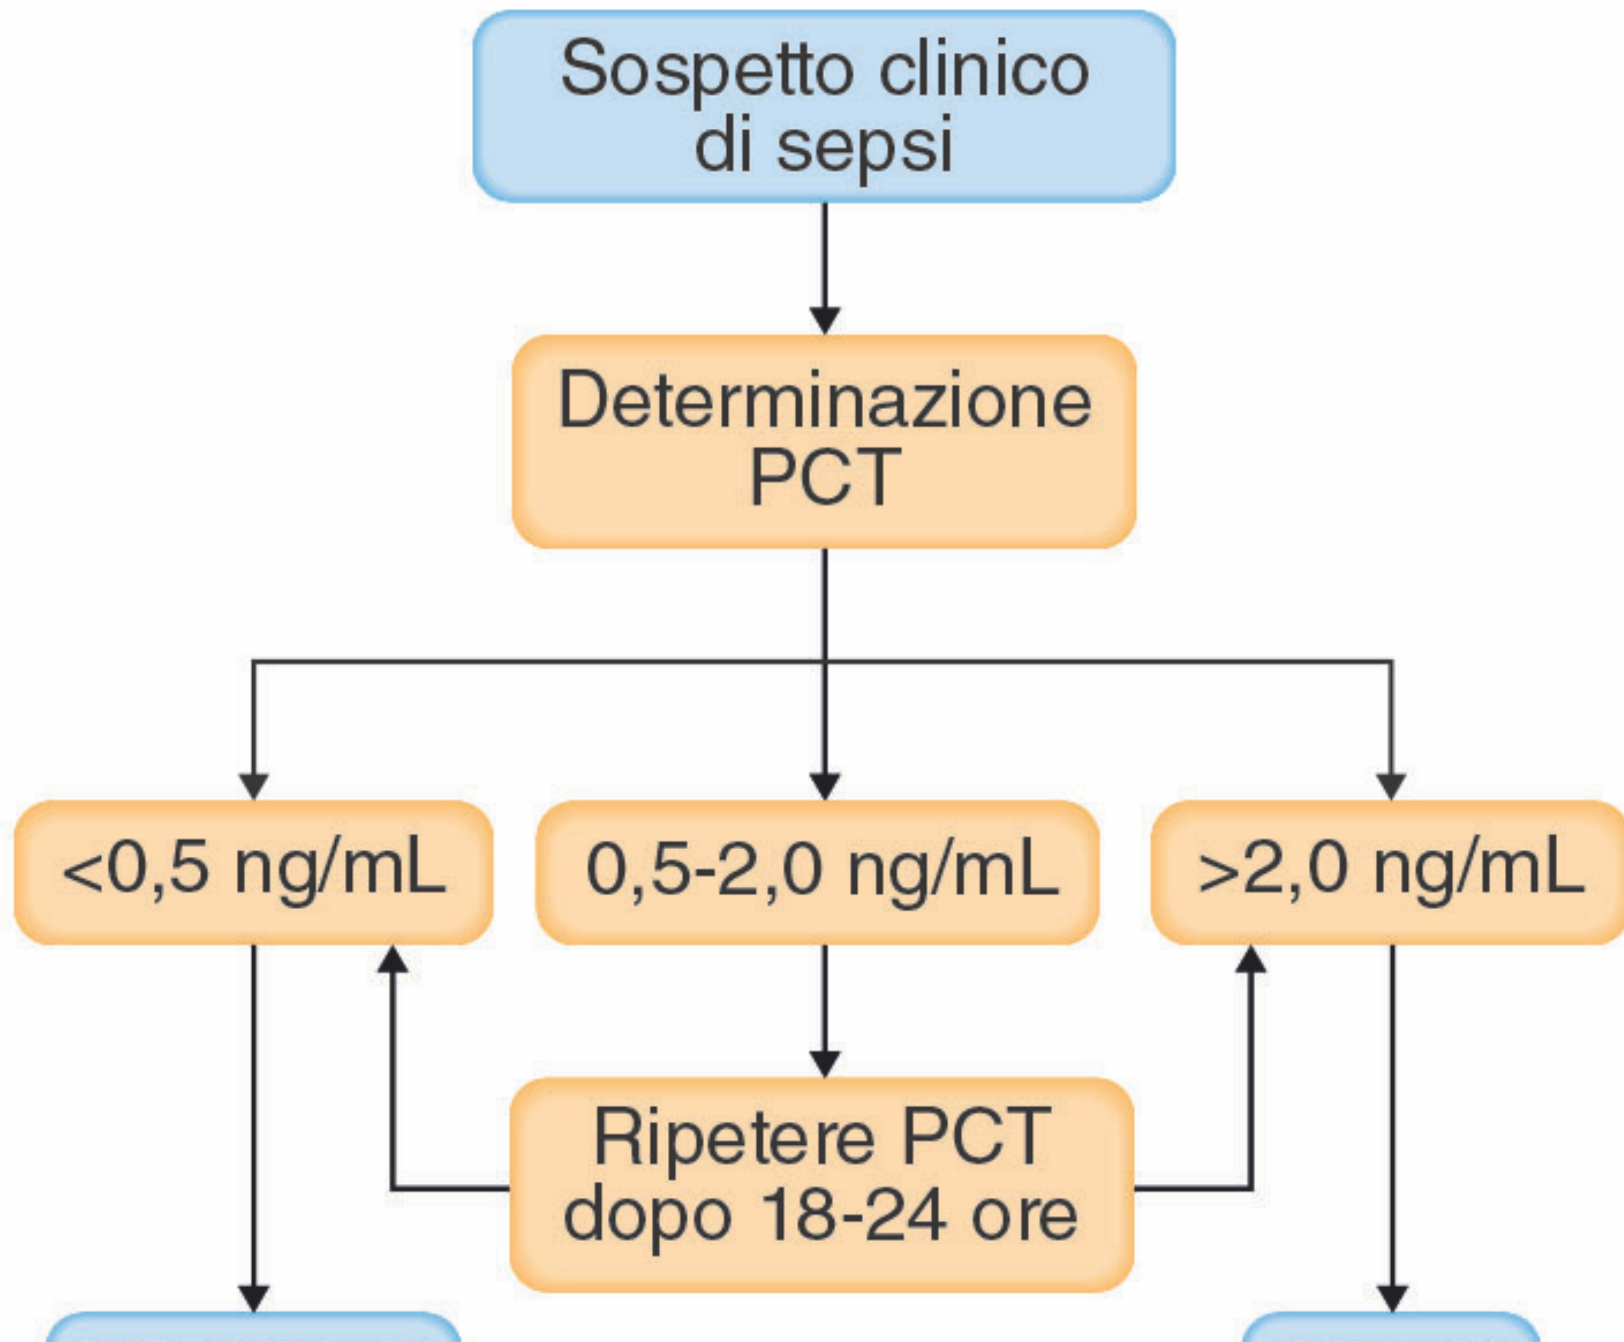 Sospetto clinico
di sepsi
Determinazione
PCT
<0,5 ng/mL
0,5-2,0 ng/mL
>2,0 ng/mL
Ripetere PCT
dopo 18-24 ore